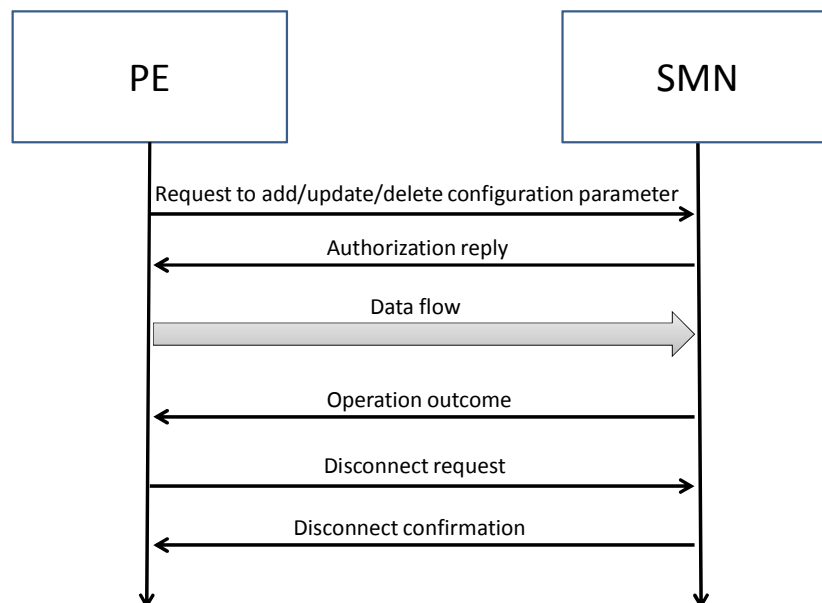 PE
SMN
Request to add/update/delete configuration parameter
Authorization reply
Data flow
Operation outcome
Disconnect request
Disconnect confirmation